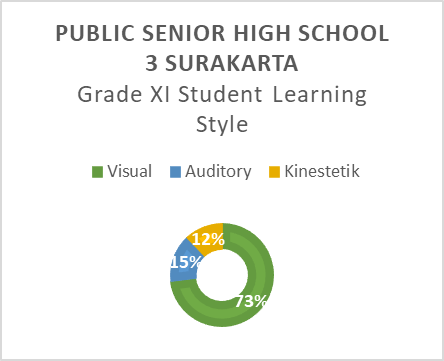 PUBLIC SENIOR HIGH SCHOOL
3 SURAKARTA
Grade XI Student Learning
Style
Visual Auditory Kinestetik
12%
15%
73%